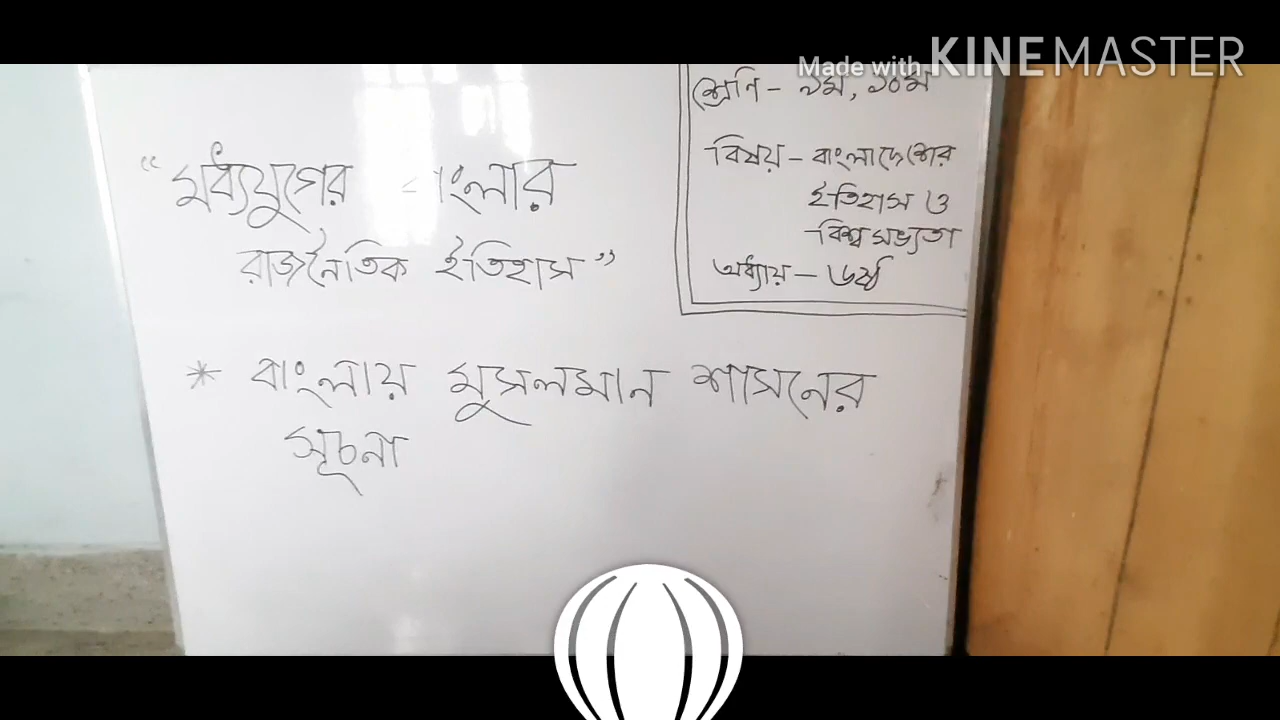 Made with KINEMASTER
শ্রেণি - ৯ম, ১০ম
বিষয় - বাংলাদেশের
ইতিহাস ও
বিশ্বসভ্যতা
অধ্যায় - ৬ষ্ঠ
“মধ্যযুগের বাংলার
রাজনৈতিক ইতিহাস”
* বাংলায় মুসলমান শাসনের
সূচনা